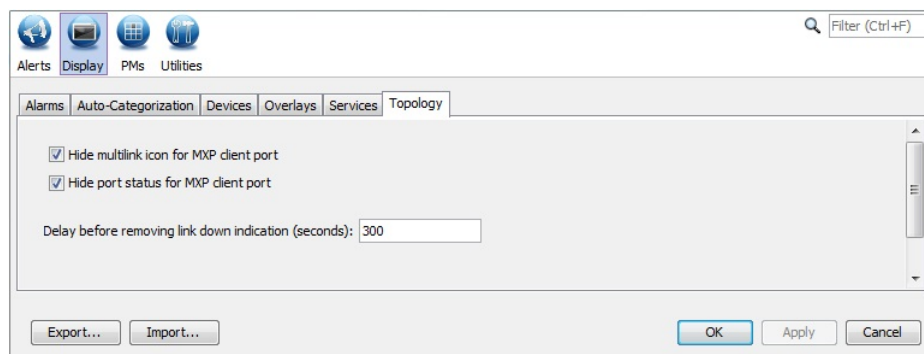 Filter (Ctrl+F)
Alerts Display PMs Utilities
Alarms Auto-Categorization Devices Overlays Services Topology
Hide multilink icon for MXP client port
Hide port status for MXP client port
Delay before removing link down indication (seconds): 300
Export... Import... OK Apply Cancel